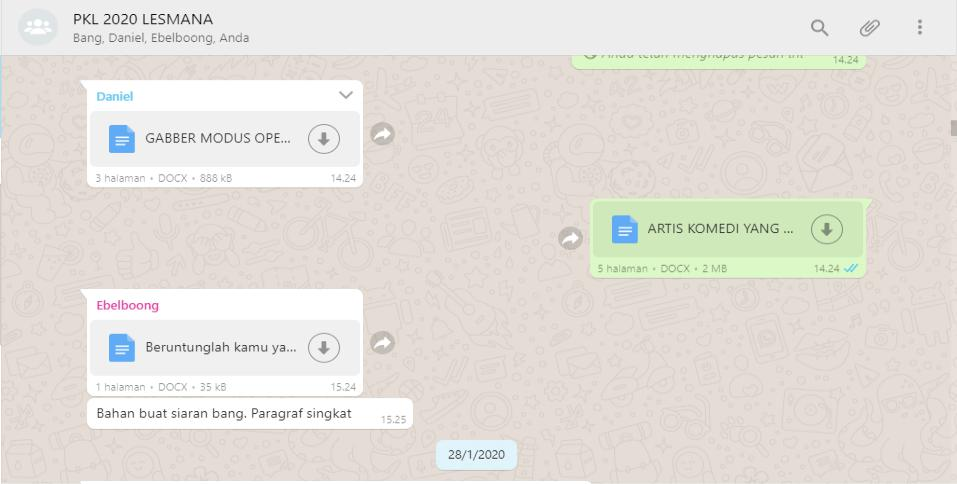 PKL 2020 LESMANA
Bang, Daniel, Ebelboong, Anda
Anda telah menghapus pesan ini
14.24
Daniel
GABBER MODUS OPE...
3 halaman • DOCX • 888 kB 14.24
ARTIS KOMEDI YANG ...
5 halaman • DOCX • 2 MB 14.24
Ebelboong
Beruntunglah kamu ya...
1 halaman • DOCX • 35 kB 15.24
Bahan buat siaran bang. Paragraf singkat 15.25
28/1/2020